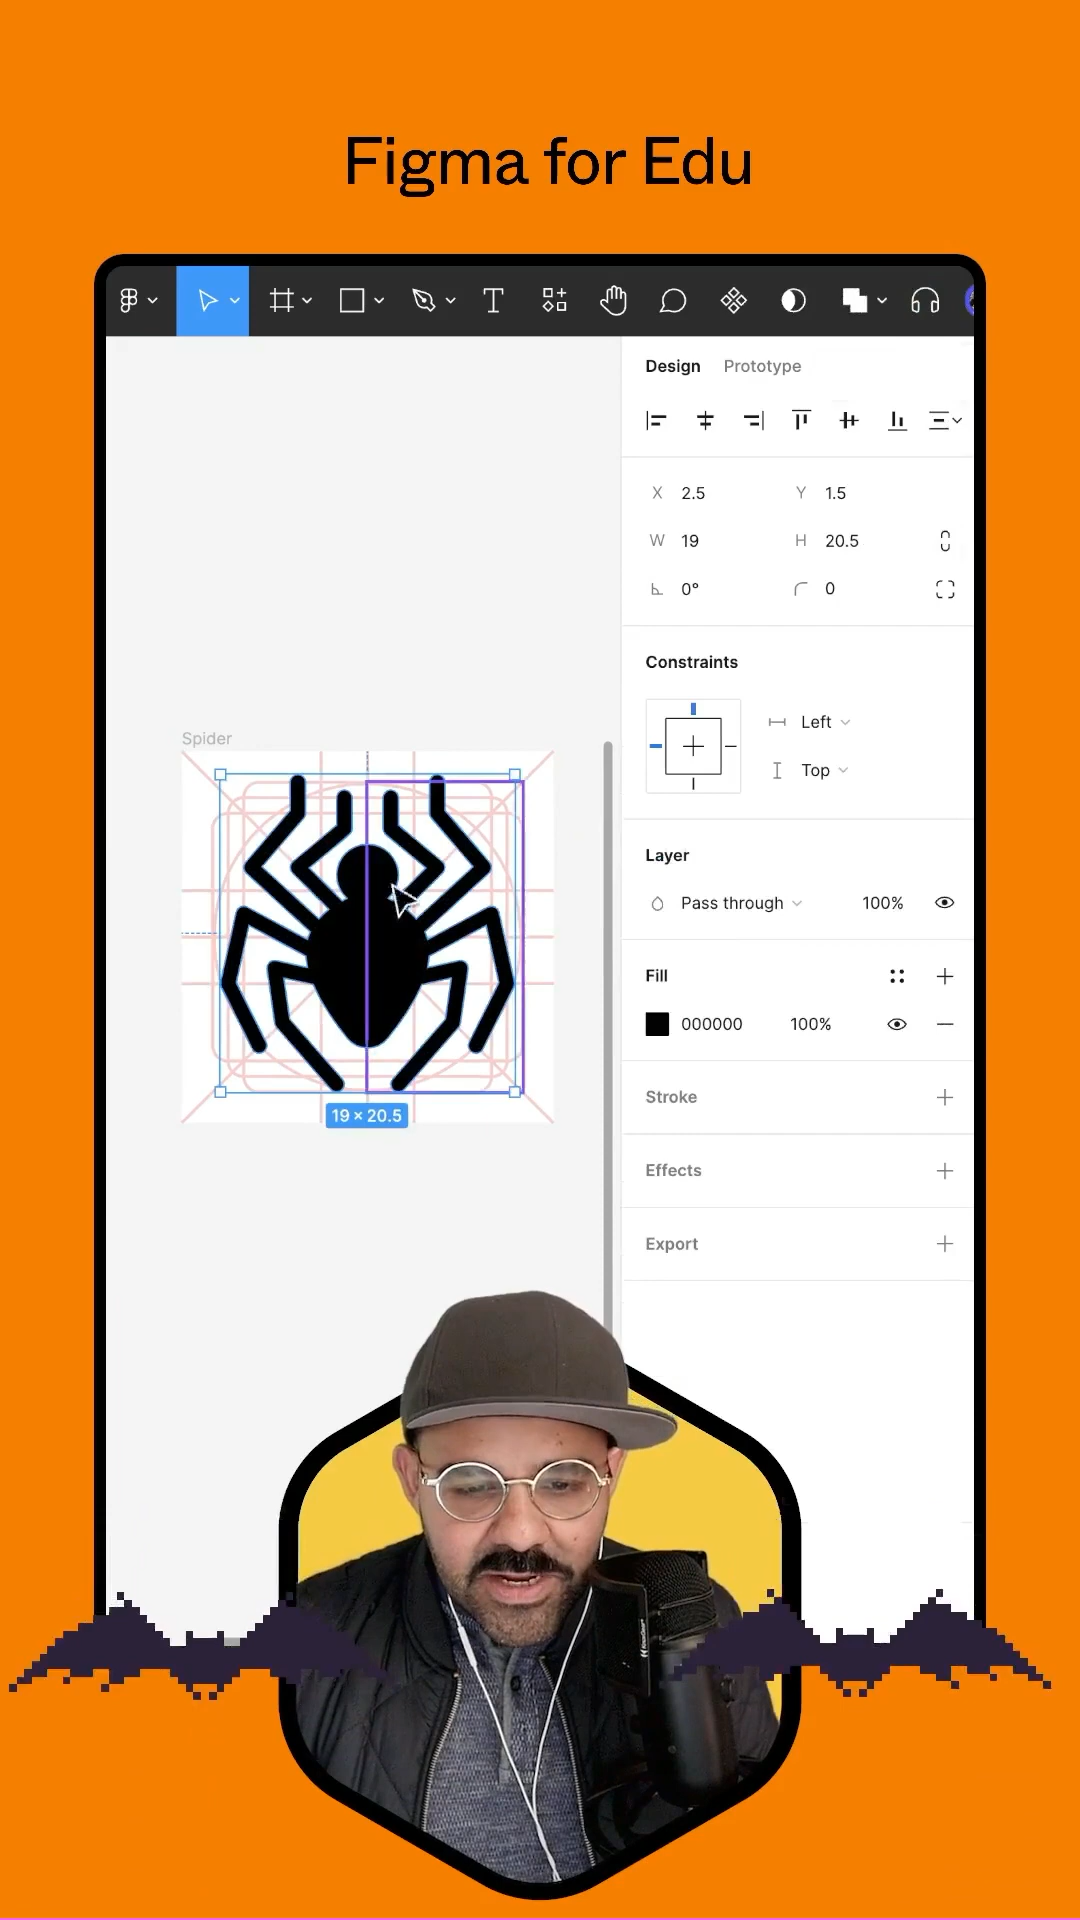 Figma for Edu
Design Prototype
X 2.5 Y 1.5
W 19 H 20.5
0° 0
Constraints
Left
Top
Spider
Layer
Pass through 100%
Fill
000000 100%
19 × 20.5
Stroke
Effects
Export